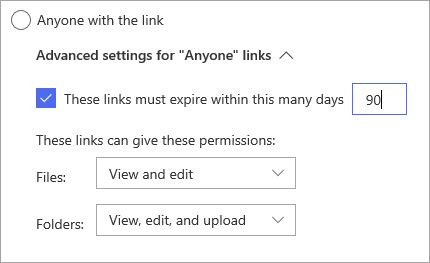 Anyone with the link
Advanced settings for "Anyone" links
These links must expire within this many days 90
These links can give these permissions:
Files: View and edit
Folders: View, edit, and upload